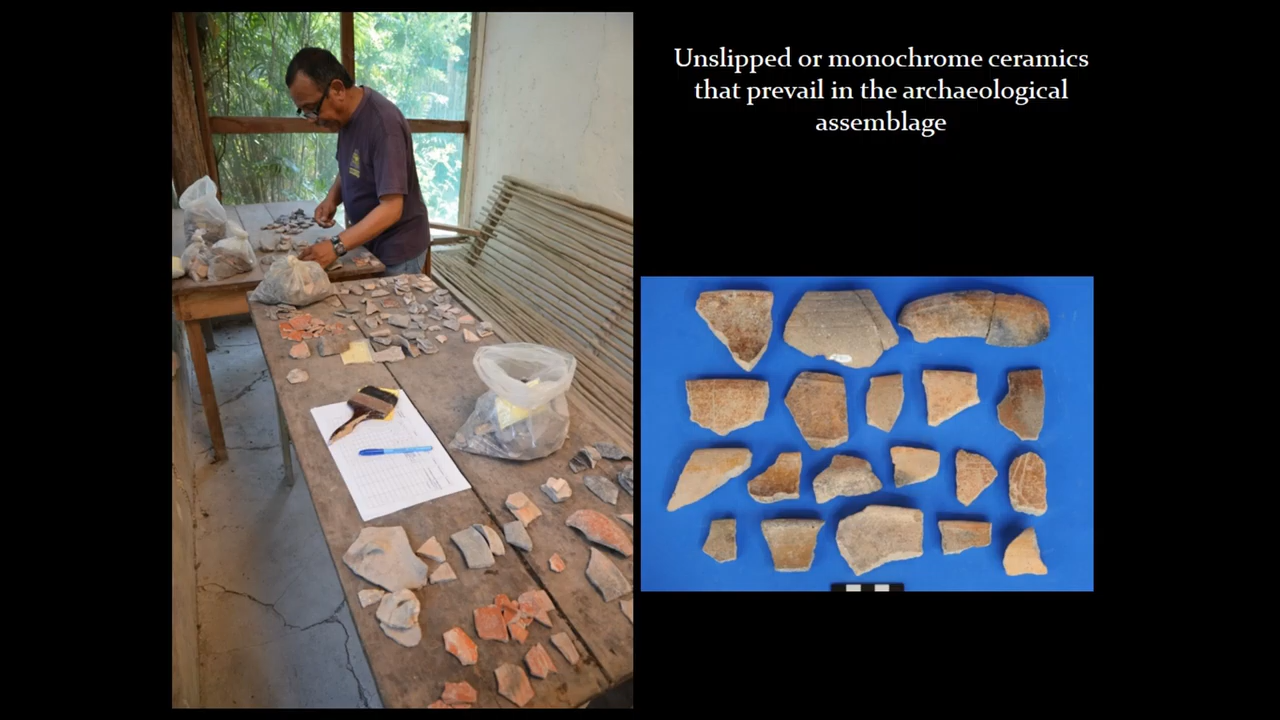 Unslipped or monochrome ceramics
that prevail in the archaeological
assemblage